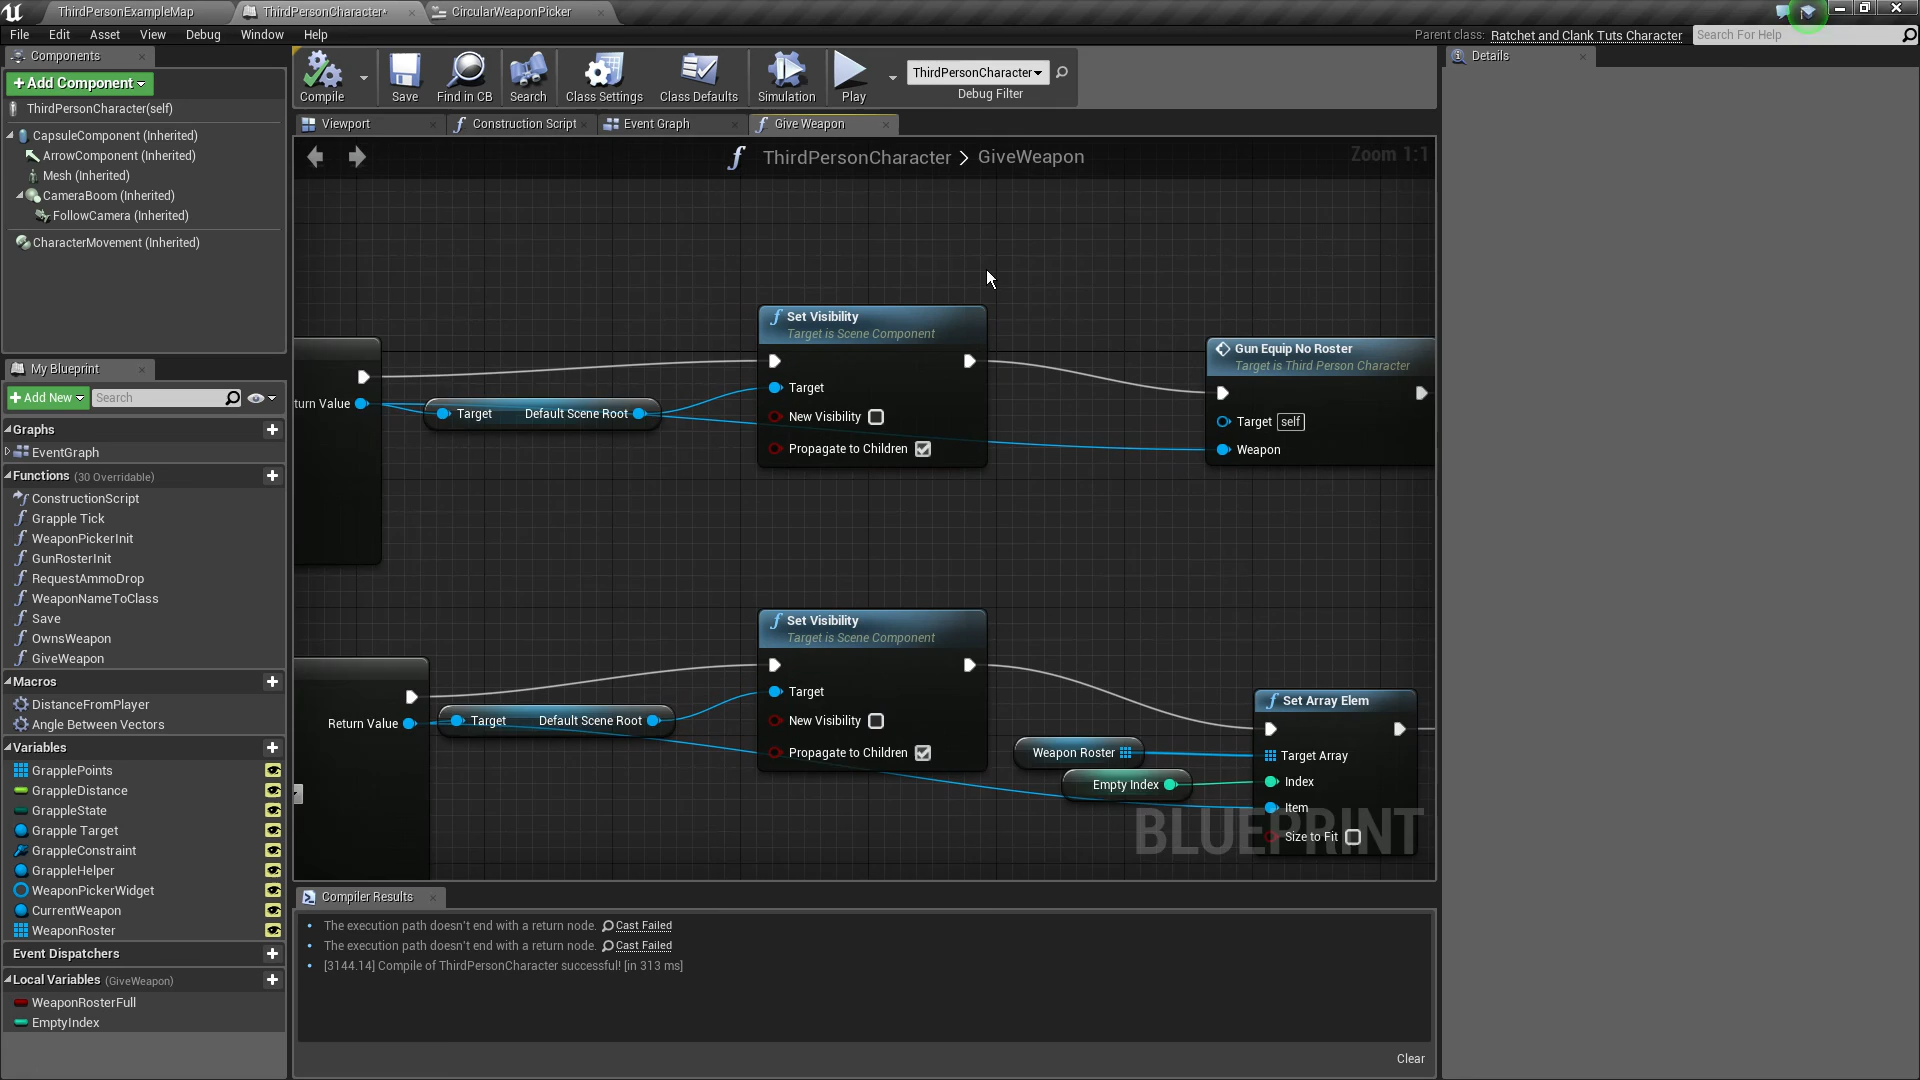 ThirdPersonExampleMap
ThirdPersonCharacter*
CircularWeaponPicker
File Edit Asset View Debug Window Help
Parent class: Ratchet and Clank Tuts Character
Search For Help
Components
+Add Component
ThirdPersonCharacter(self)
CapsuleComponent (Inherited)
ArrowComponent (Inherited)
Mesh (Inherited)
CameraBoom (Inherited)
FollowCamera (Inherited)
CharacterMovement (Inherited)
Compile
Save
Find in CB
Search
Class Settings
Class Defaults
Simulation
Play
ThirdPersonCharacter
Debug Filter
Details
Viewport
Construction Script
Event Graph
Give Weapon
ThirdPersonCharacter > GiveWeapon
Zoom 1:1
My Blueprint
+Add New
Search
Graphs
EventGraph
Functions (30 Overridable)
ConstructionScript
Grapple Tick
WeaponPickerInit
GunRosterInit
RequestAmmoDrop
WeaponNameToClass
Save
OwnsWeapon
GiveWeapon
Macros
DistanceFromPlayer
Angle Between Vectors
Variables
GrapplePoints
GrappleDistance
GrappleState
Grapple Target
GrappleConstraint
GrappleHelper
WeaponPickerWidget
CurrentWeapon
WeaponRoster
Event Dispatchers
Local Variables (GiveWeapon)
WeaponRosterFull
EmptyIndex
turn Value
Target Default Scene Root
Set Visibility
Target is Scene Component
Target
New Visibility
Propagate to Children
Gun Equip No Roster
Target is Third Person Character
Target self
Weapon
Return Value
Target Default Scene Root
Set Visibility
Target is Scene Component
Target
New Visibility
Propagate to Children
Weapon Roster
Empty Index
Set Array Elem
Target Array
Index
Item
Size to Fit
BLUEPRINT
Compiler Results
The execution path doesn't end with a return node. Cast Failed
The execution path doesn't end with a return node. Cast Failed
[3144.14] Compile of ThirdPersonCharacter successful! [in 313 ms]
Clear